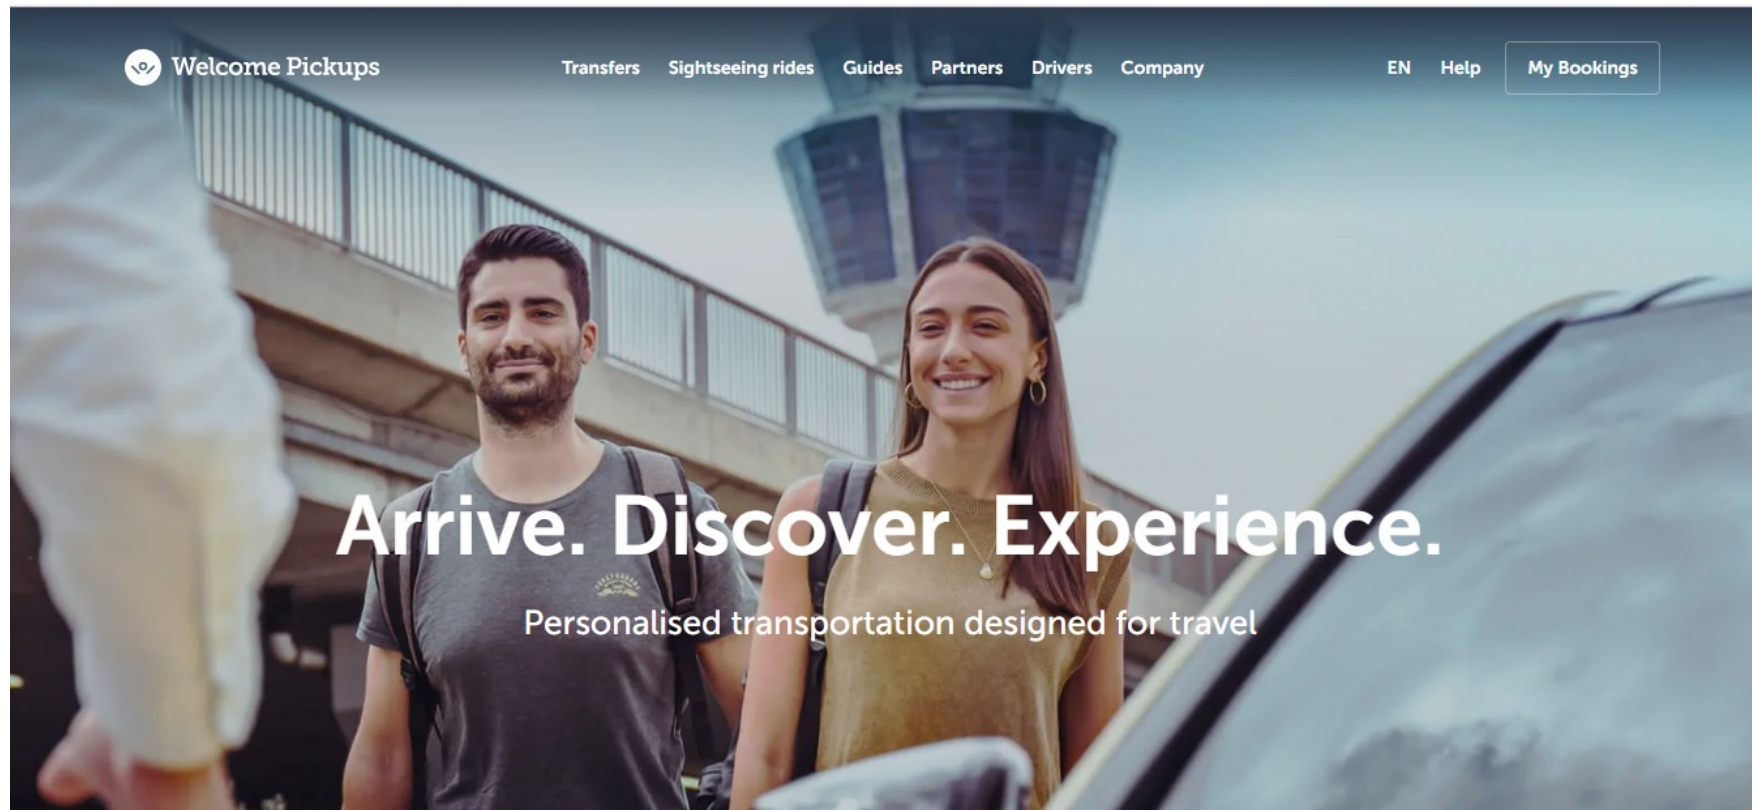 Welcome Pickups
Transfers Sightseeing rides Guides Partners Drivers Company
EN Help My Bookings
Arrive. Discover. Experience.
Personalised transportation designed for travel